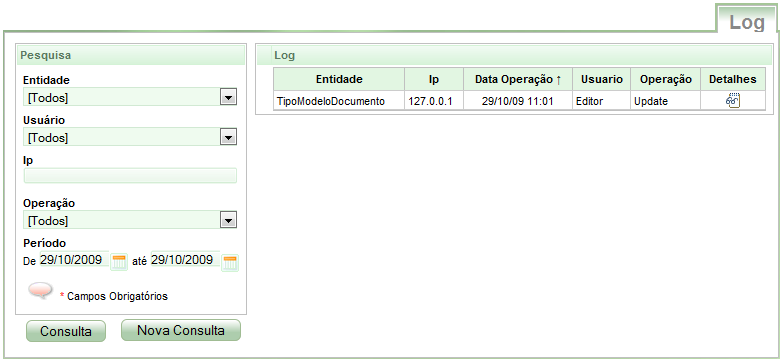 Log
Pesquisa
Entidade
[Todos]
Usuário
[Todos]
Ip
Operação
[Todos]
Período
De 29/10/2009 até 29/10/2009
* Campos Obrigatórios
Consulta Nova Consulta
Log
Entidade Ip Data Operação ↑ Usuario Operação Detalhes
TipoModeloDocumento 127.0.0.1 29/10/09 11:01 Editor Update